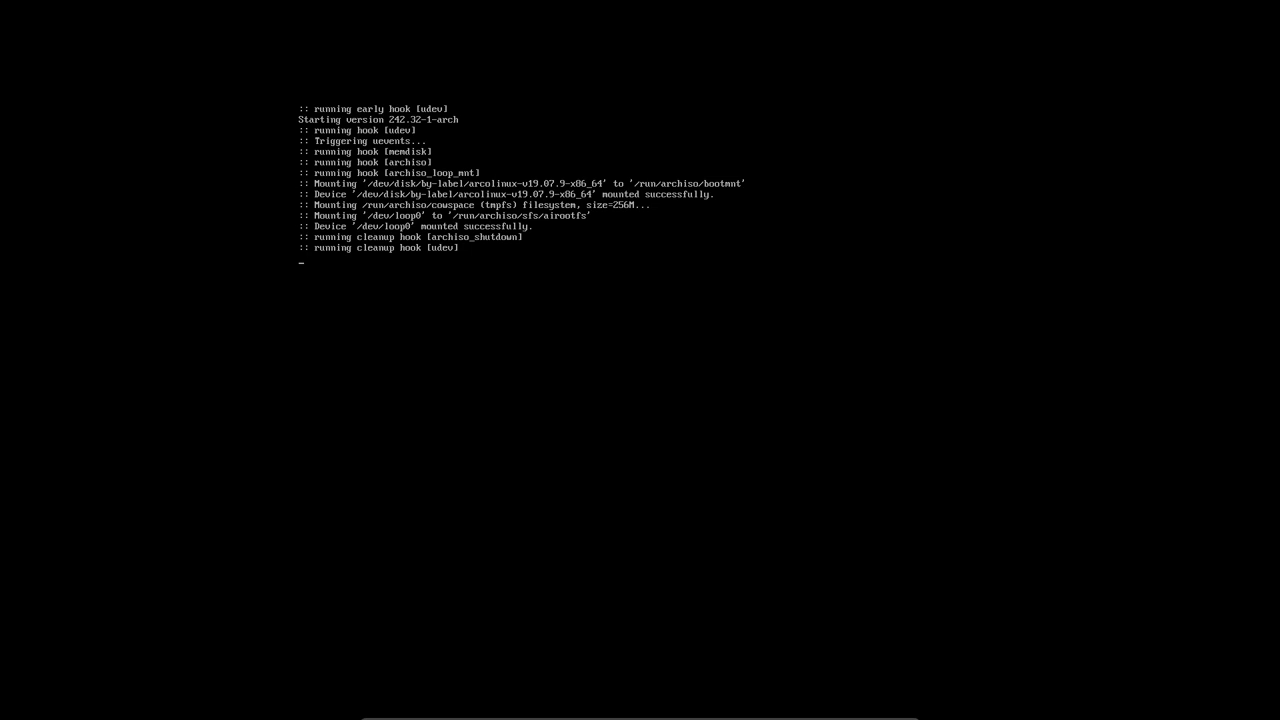 :: running early hook [udev]
Starting version 242.32-1-arch
:: running hook [udev]
:: Triggering uevents...
:: running hook [memdisk]
:: running hook [archiso]
:: running hook [archiso_loop_mnt]
:: Mounting '/dev/disk/by-label/arcolinux-v19.07.9-x86_64' to '/run/archiso/bootmnt'
:: Device '/dev/disk/by-label/arcolinux-v19.07.9-x86_64' mounted successfully.
:: Mounting /run/archiso/cowspace (tmpfs) filesystem, size=256M...
:: Mounting '/dev/loop0' to '/run/archiso/sfs/airootfs'
:: Device '/dev/loop0' mounted successfully.
:: running cleanup hook [archiso_shutdown]
:: running cleanup hook [udev]
_